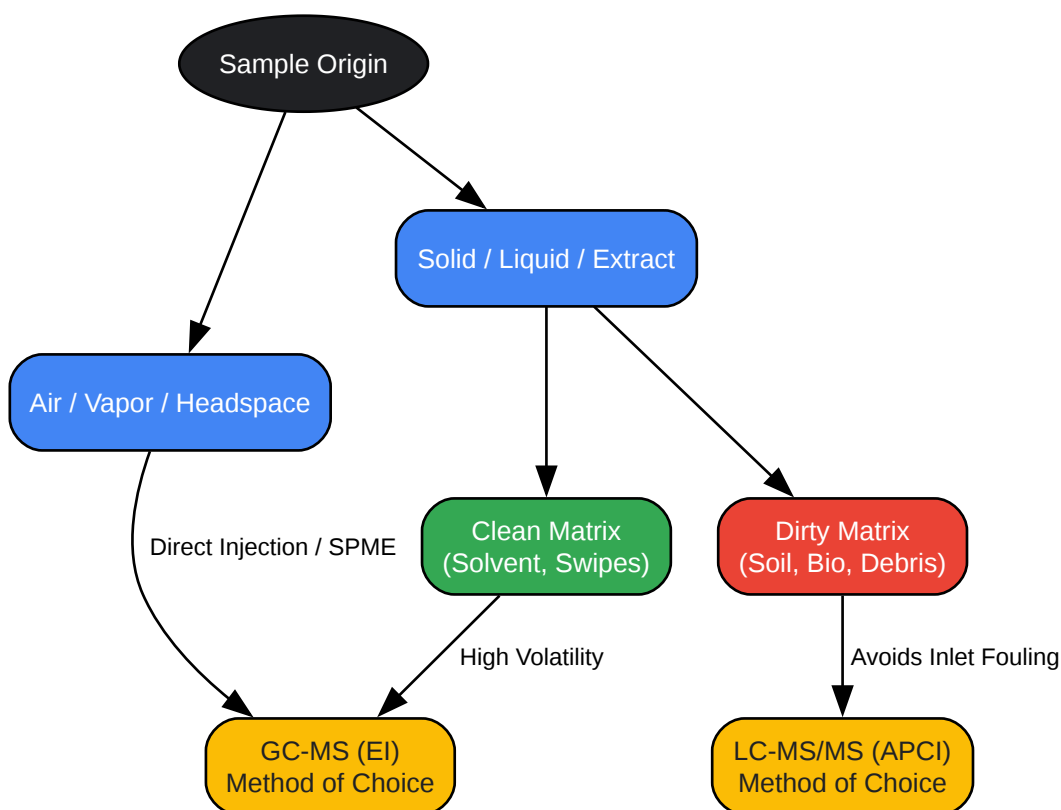 Sample Origin
Solid / Liquid / Extract
Air / Vapor / Headspace
Direct Injection / SPME
Clean Matrix
(Solvent, Swipes)
Dirty Matrix
(Soil, Bio, Debris)
High Volatility
Avoids Inlet Fouling
GC-MS (EI)
Method of Choice
LC-MS/MS (APCI)
Method of Choice